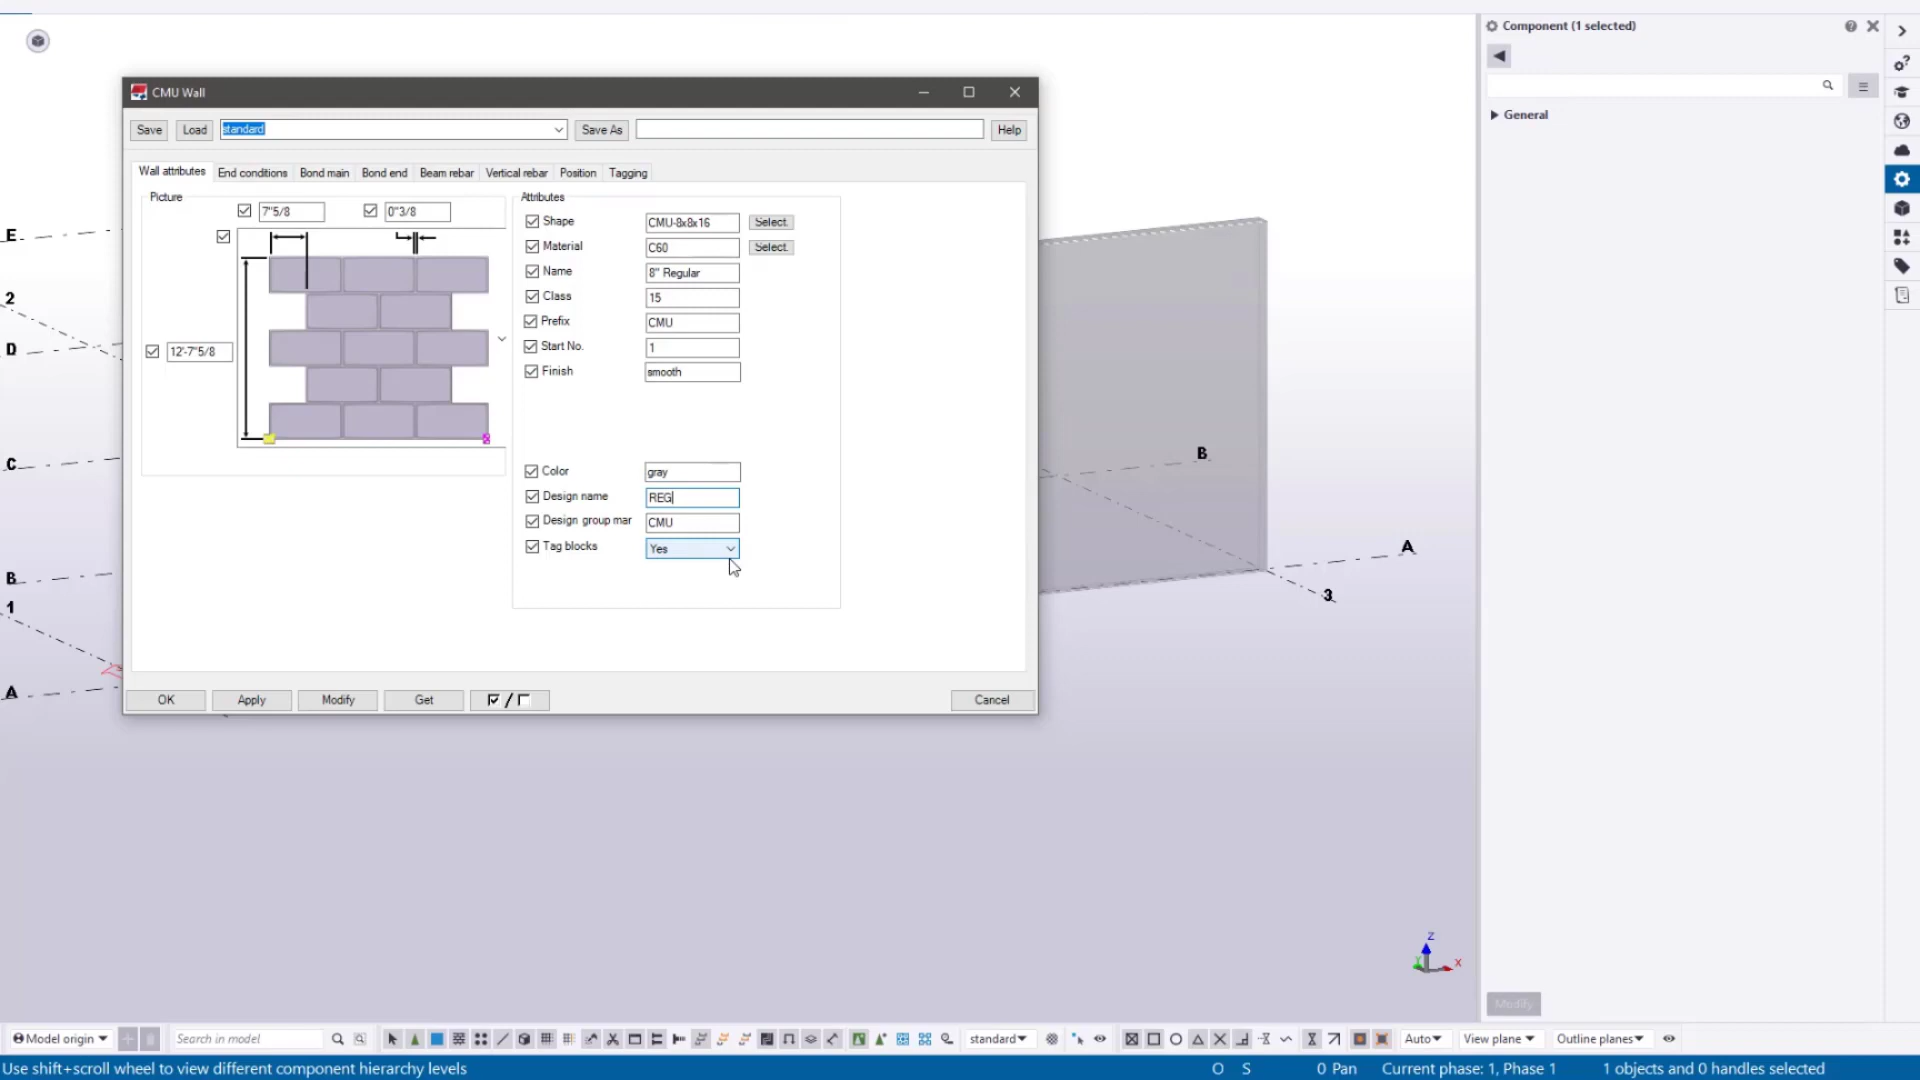 Component (1 selected)
General
CMU Wall
Save
Load
standard
Save As
Help
Wall attributes
End conditions
Bond main
Bond end
Beam rebar
Vertical rebar
Position
Tagging
Picture
7"5/8
0"3/8
12'-7"5/8
Attributes
Shape
CMU-8x8x16
Select.
Material
C60
Select.
Name
8" Regular
Class
15
Prefix
CMU
Start No.
1
Finish
smooth
Color
gray
Design name
REG
Design group mar
CMU
Tag blocks
Yes
OK
Apply
Modify
Get
/
Cancel
E
2
D
C
B
1
A
B
A
3
Z
X
Y
Modify
Model origin
Search in model
standard
Auto
View plane
Outline planes
Use shift+scroll wheel to view different component hierarchy levels
O
S
0 Pan
Current phase: 1, Phase 1
1 objects and 0 handles selected